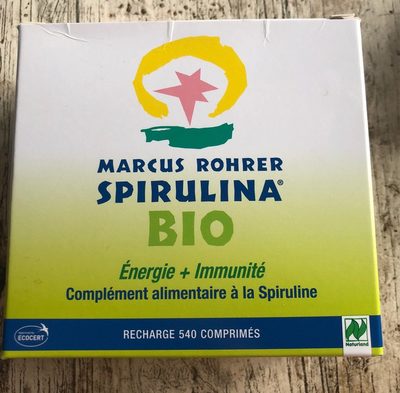 MARCUS ROHRER
SPIRULINA®
BIO
Énergie + Immunité
Complément alimentaire à la Spiruline
RECHARGE 540 COMPRIMÉS
ECOCERT
Naturland